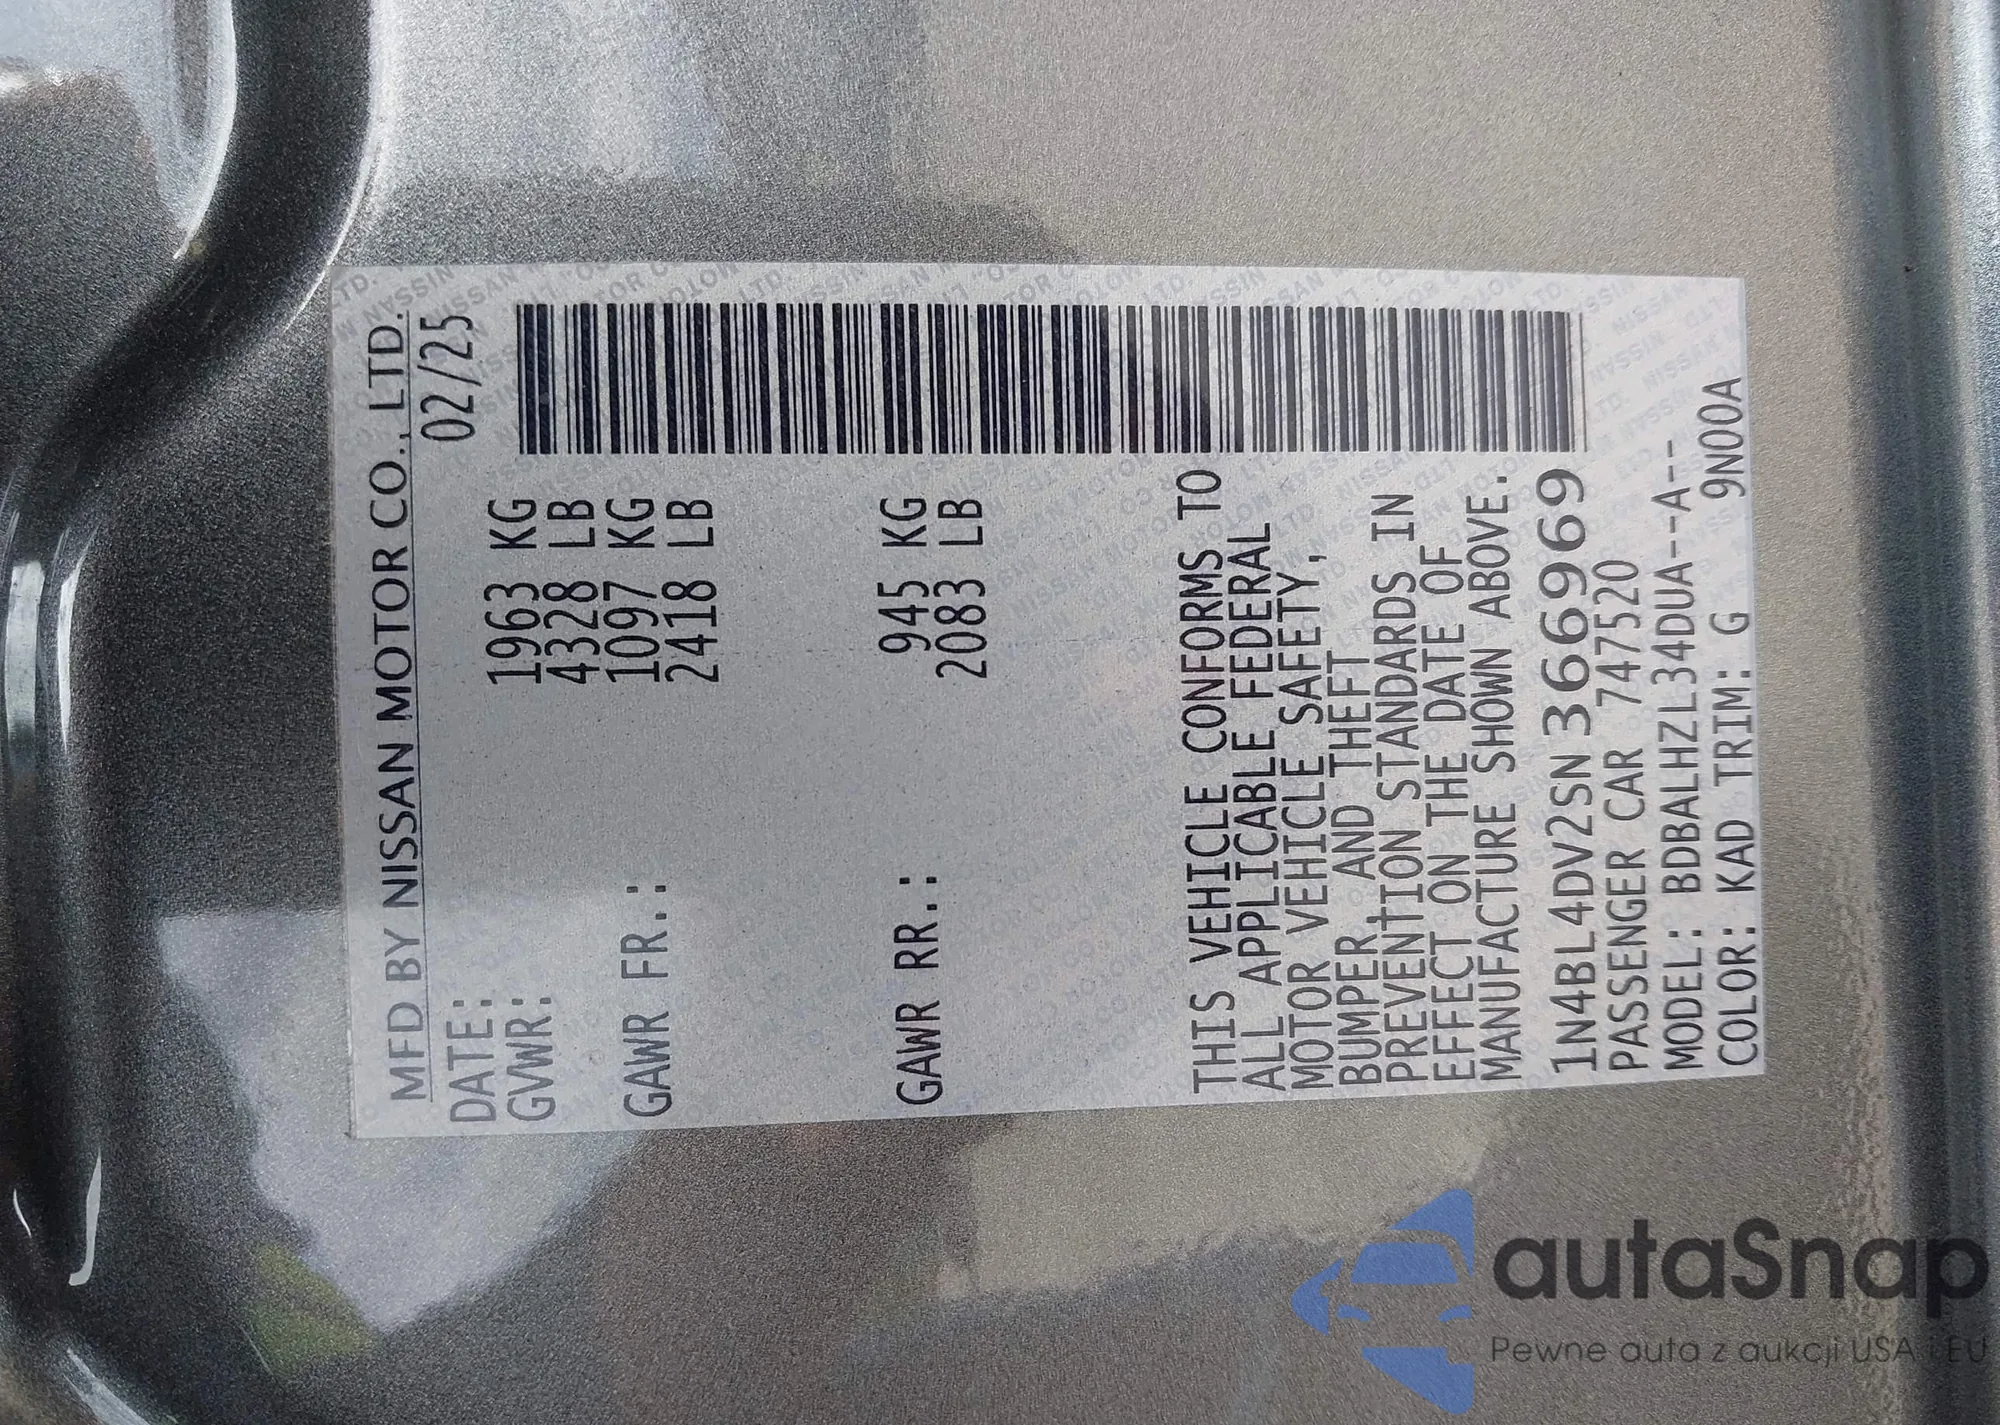 MFD BY NISSAN MOTOR CO., LTD.
DATE: 02/25
GVWR: 1963 KG
4328 LB
GAWR FR.: 1097 KG
2418 LB
GAWR RR.: 945 KG
2083 LB
THIS VEHICLE CONFORMS TO
ALL APPLICABLE FEDERAL
MOTOR VEHICLE SAFETY,
BUMPER AND THEFT
PREVENTION STANDARDS IN
EFFECT ON THE DATE OF
MANUFACTURE SHOWN ABOVE.
1N4BL4DV2SN366969
PASSENGER CAR 747520
MODEL: BDBALHZL34DUA--A--
COLOR: KAD TRIM: G 9N00A
autaSnap
Pewne auta z aukcji USA i EU